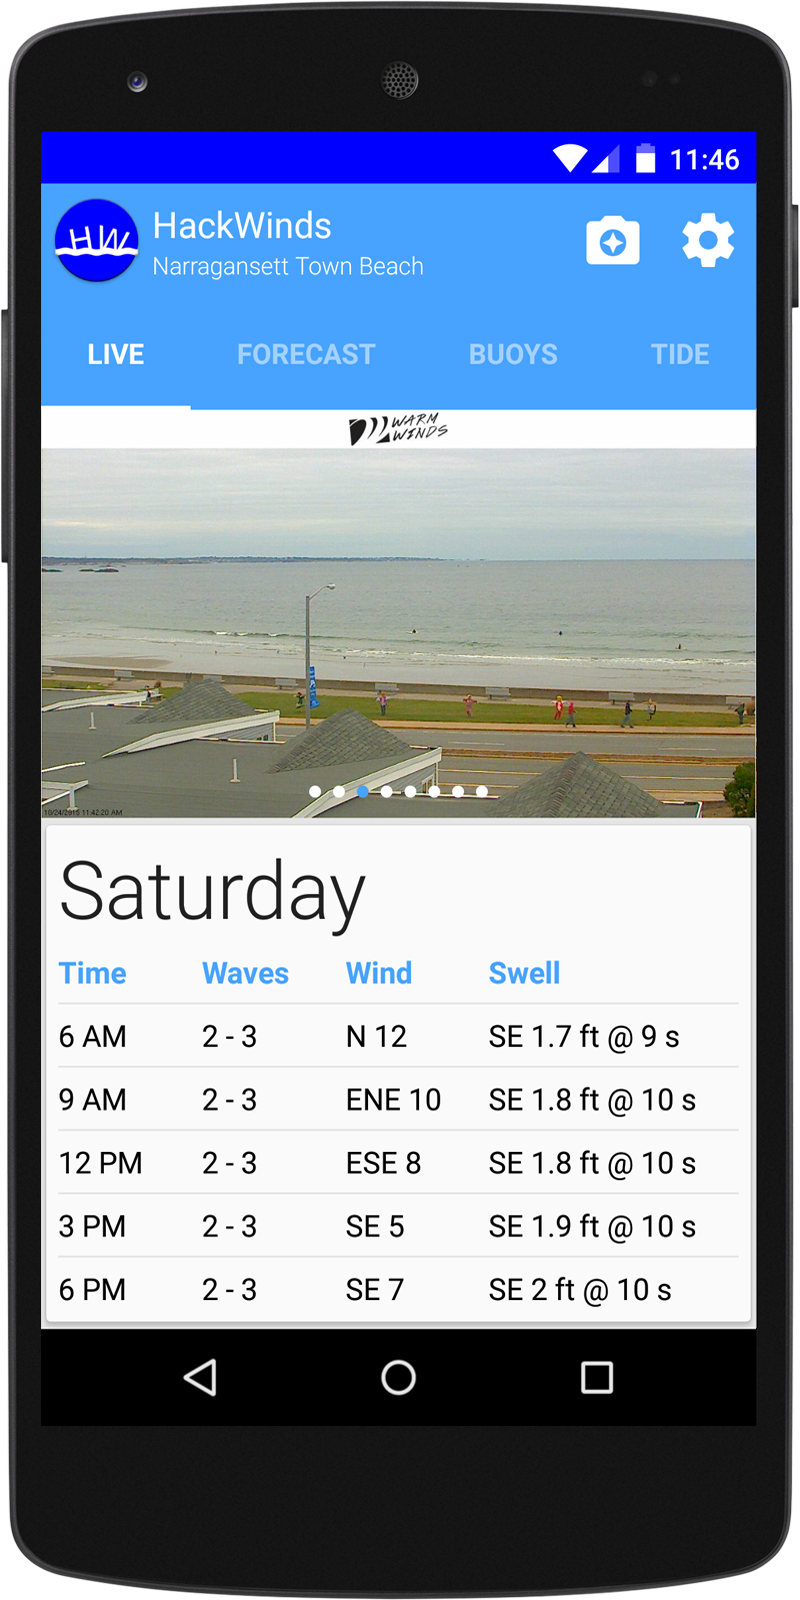 11:46
HW
HackWinds
Narragansett Town Beach
LIVE FORECAST BUOYS TIDE
WARM
WINDS
10/24/2015 11:42:20 AM
Saturday
Time Waves Wind Swell
6 AM 2 - 3 N 12 SE 1.7 ft @ 9 s
9 AM 2 - 3 ENE 10 SE 1.8 ft @ 10 s
12 PM 2 - 3 ESE 8 SE 1.8 ft @ 10 s
3 PM 2 - 3 SE 5 SE 1.9 ft @ 10 s
6 PM 2 - 3 SE 7 SE 2 ft @ 10 s